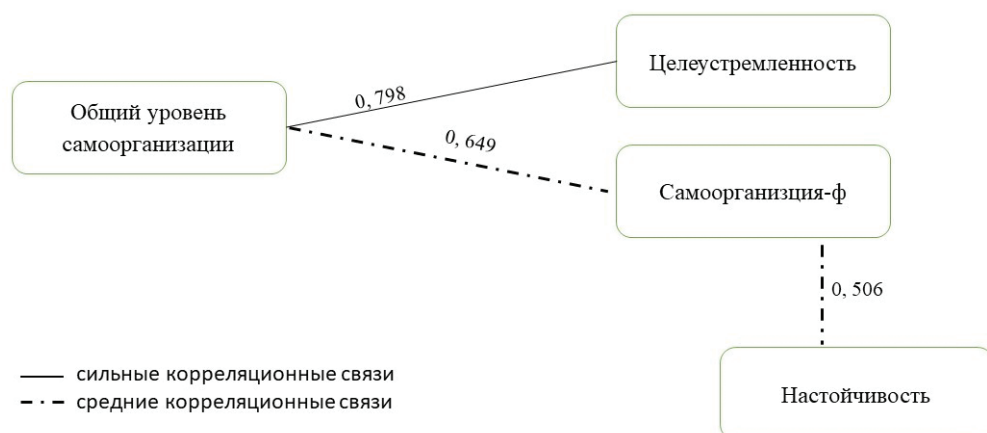 Целеустремленность
0, 798
Общий уровень
самоорганизации
0, 649
Самоорганизция-ф
0, 506
Настойчивость
сильные корреляционные связи
средние корреляционные связи